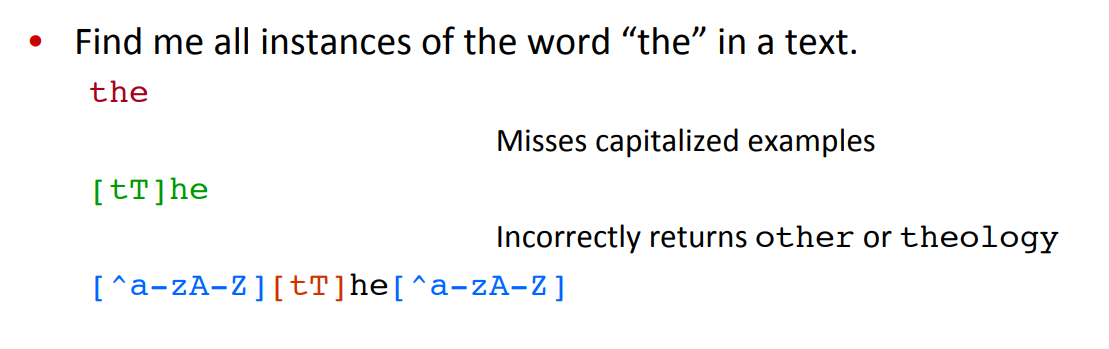 • Find me all instances of the word “the” in a text.
the
Misses capitalized examples
[tT]he
Incorrectly returns other or theology
[^a-zA-Z][tT]he[^a-zA-Z]